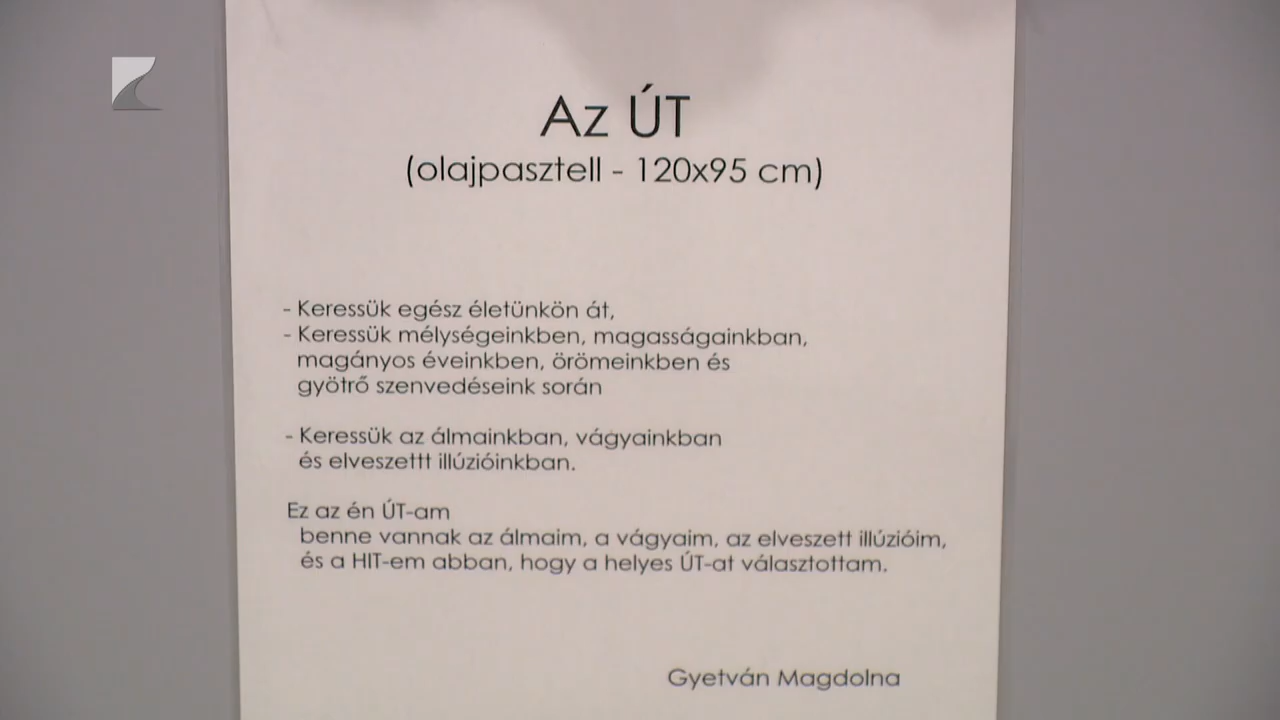 Az ÚT
(olajpasztell - 120x95 cm)
- Keressük egész életünkön át,
- Keressük mélységeinkben, magasságainkban,
magányos éveinkben, örömeinkben és
gyötrő szenvedéseink során
- Keressük az álmainkban, vágyainkban
és elveszettt illúzióinkban.
Ez az én ÚT-am
benne vannak az álmaim, a vágyaim, az elveszett illúzióim,
és a HIT-em abban, hogy a helyes ÚT-at választottam.
Gyetván Magdolna